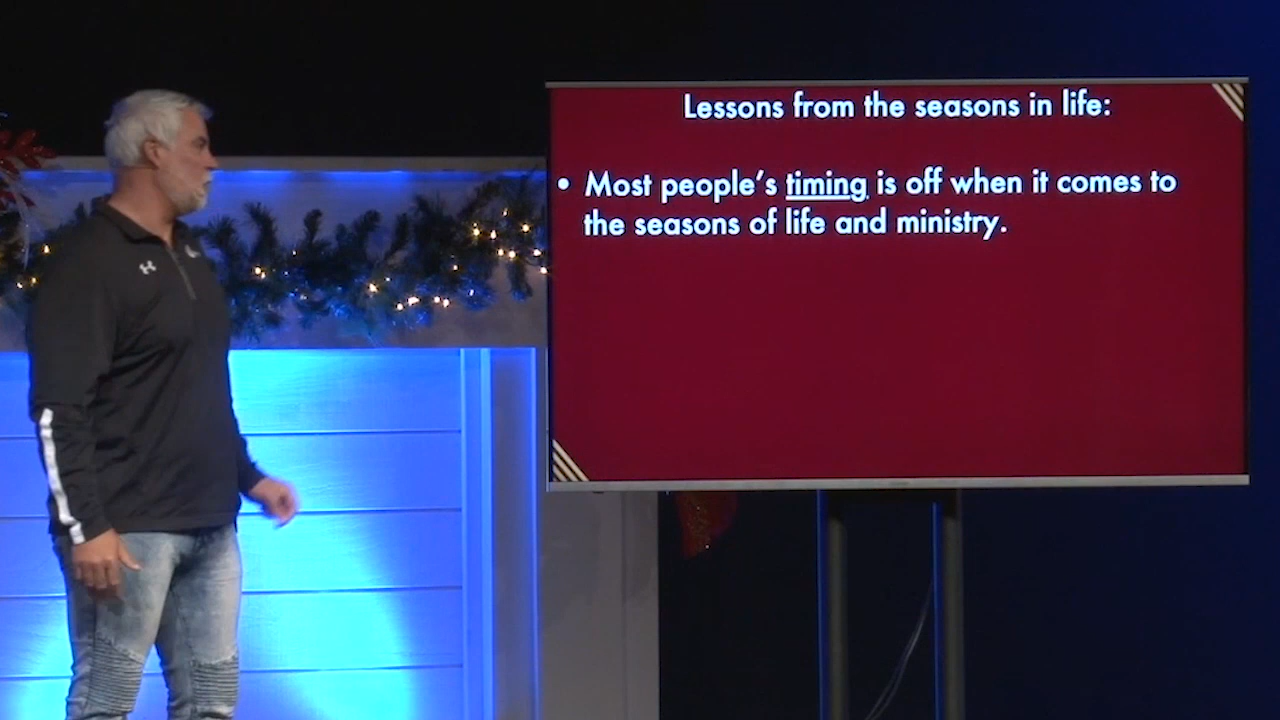 Lessons from the seasons in life:
• Most people's timing is off when it comes to
the seasons of life and ministry.